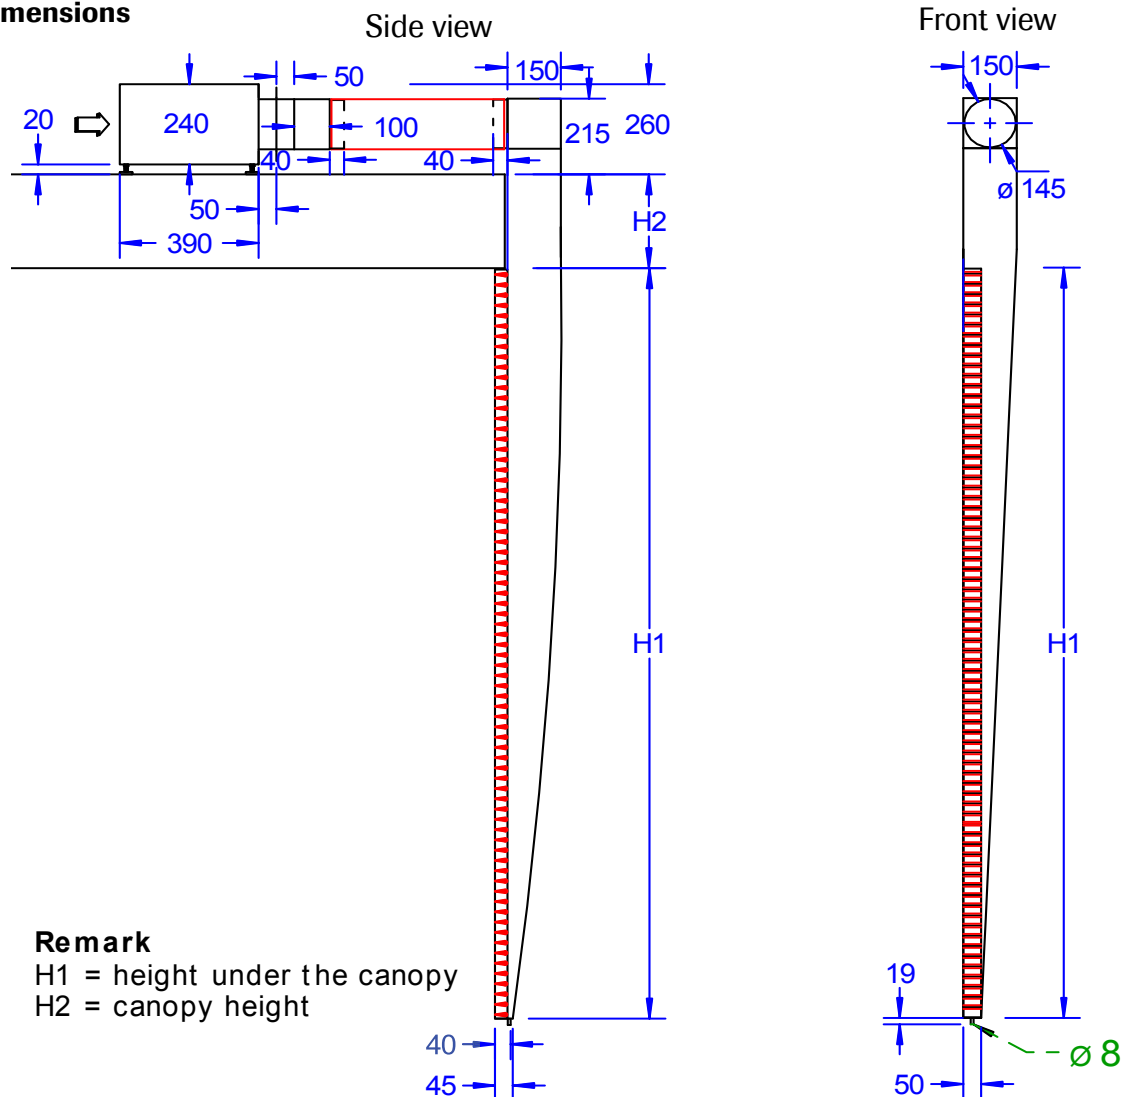 mensions
Side view
Front view
50
150
150
20
240
100
215
260
40
40
ø 145
50
H2
390
H1
H1
Remark
H1 = height under the canopy
H2 = canopy height
19
40
ø 8
45
50